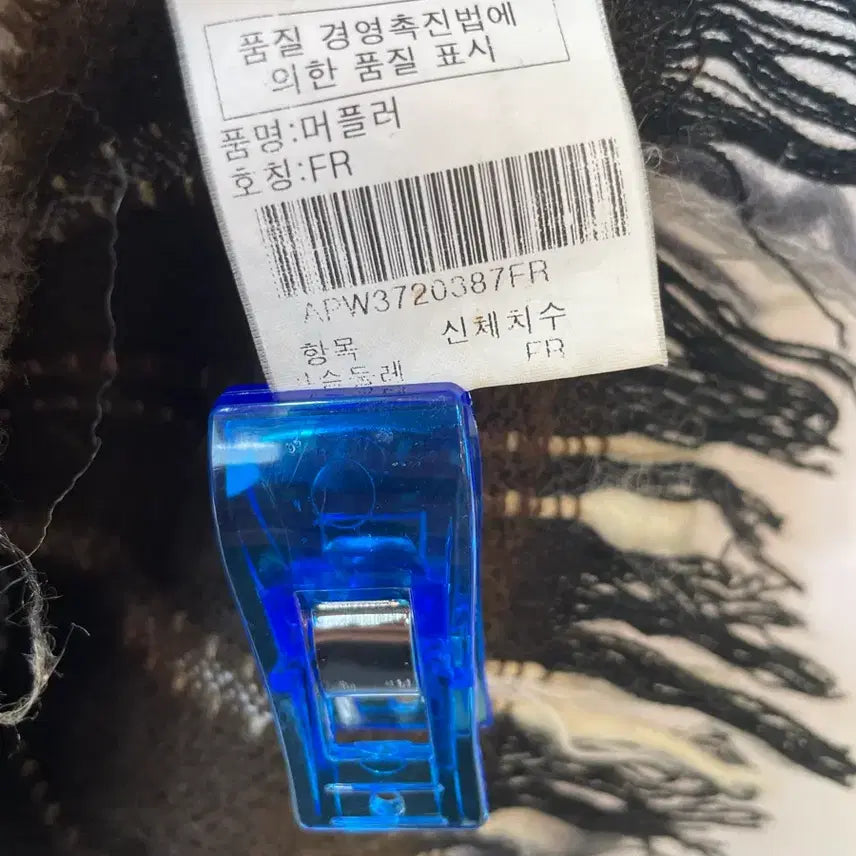 품질 경영촉진법에
의한 품질 표시
품명:머플러
호칭:FR
APW3720387FR
항목 신체치수
FR